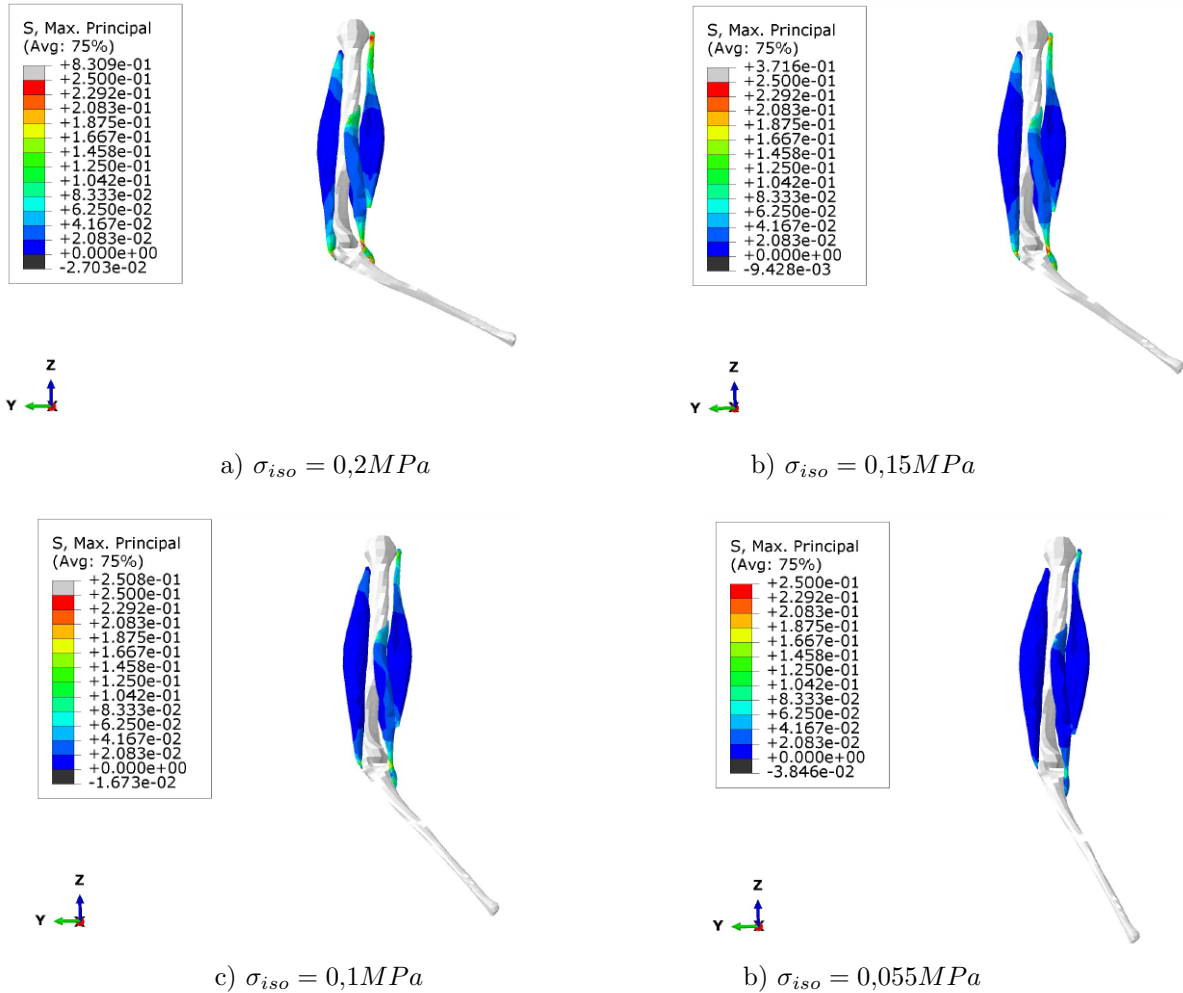 S, Max. Principal
(Avg: 75%)
+8.309e-01
+2.500e-01
+2.292e-01
+2.083e-01
+1.875e-01
+1.667e-01
+1.458e-01
+1.250e-01
+1.042e-01
+8.333e-02
+6.250e-02
+4.167e-02
+2.083e-02
+0.000e+00
-2.703e-02
Z
Y
X
a) σiso = 0,2MPa
S, Max. Principal
(Avg: 75%)
+3.716e-01
+2.500e-01
+2.292e-01
+2.083e-01
+1.875e-01
+1.667e-01
+1.458e-01
+1.250e-01
+1.042e-01
+8.333e-02
+6.250e-02
+4.167e-02
+2.083e-02
+0.000e+00
-9.428e-03
Z
Y
X
b) σiso = 0,15MPa
S, Max. Principal
(Avg: 75%)
+2.508e-01
+2.500e-01
+2.292e-01
+2.083e-01
+1.875e-01
+1.667e-01
+1.458e-01
+1.250e-01
+1.042e-01
+8.333e-02
+6.250e-02
+4.167e-02
+2.083e-02
+0.000e+00
-1.673e-02
Z
Y
X
c) σiso = 0,1MPa
S, Max. Principal
(Avg: 75%)
+2.500e-01
+2.292e-01
+2.083e-01
+1.875e-01
+1.667e-01
+1.458e-01
+1.250e-01
+1.042e-01
+8.333e-02
+6.250e-02
+4.167e-02
+2.083e-02
+0.000e+00
-3.846e-02
Z
Y
X
b) σiso = 0,055MPa